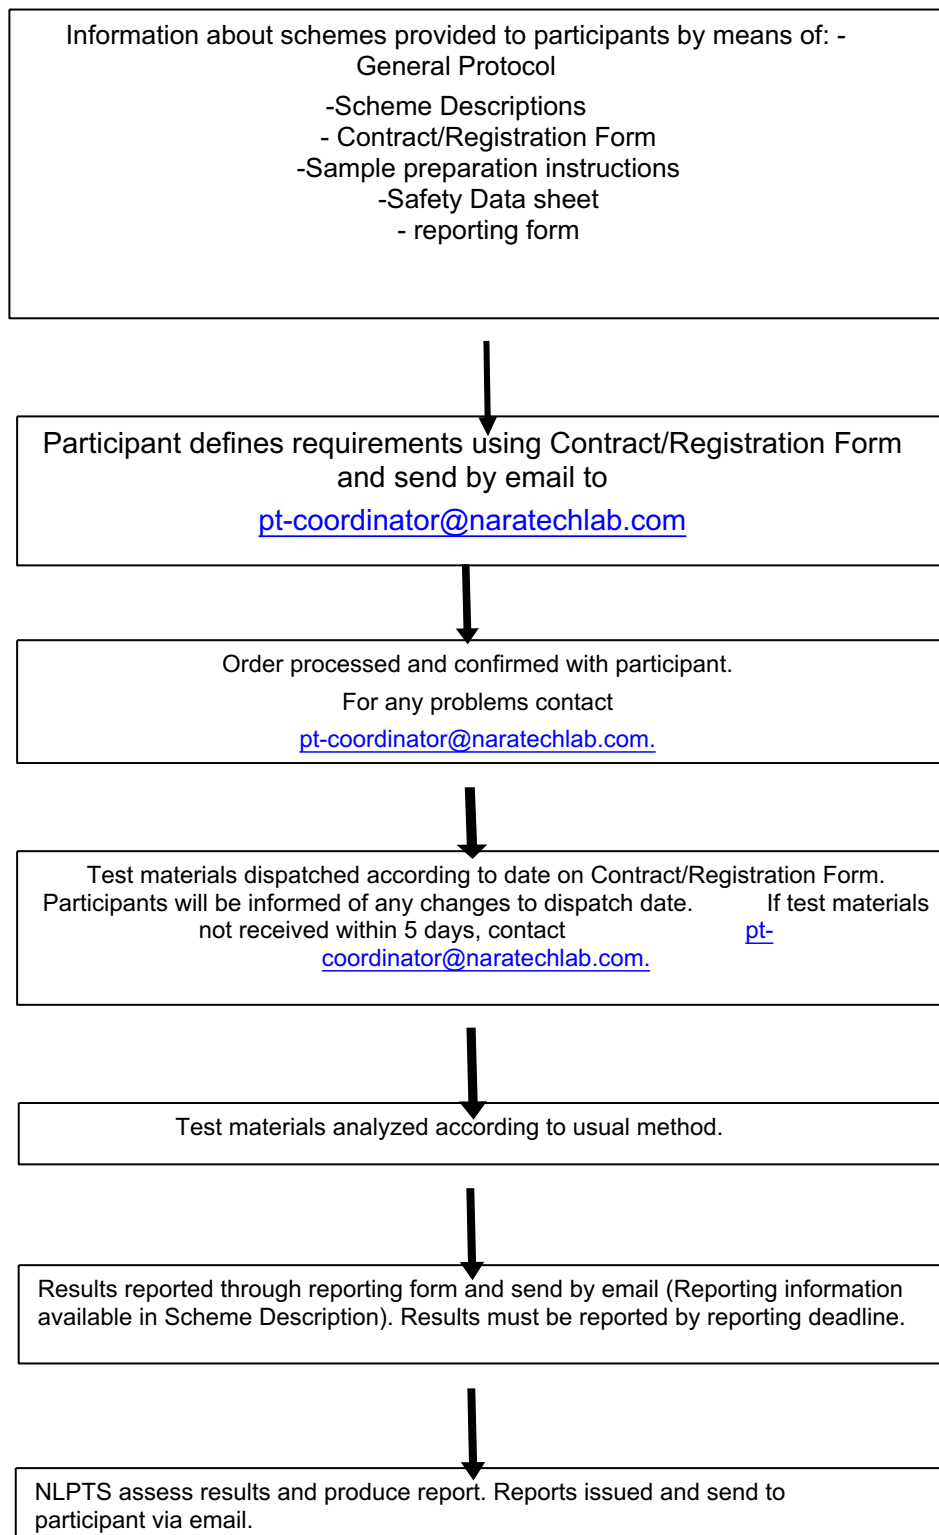 Information about schemes provided to participants by means of: -
General Protocol
-Scheme Descriptions
- Contract/Registration Form
-Sample preparation instructions
-Safety Data sheet
- reporting form
Participant defines requirements using Contract/Registration Form
and send by email to
pt-coordinator@naratechlab.com
Order processed and confirmed with participant.
For any problems contact
pt-coordinator@naratechlab.com.
Test materials dispatched according to date on Contract/Registration Form.
Participants will be informed of any changes to dispatch date. If test materials
not received within 5 days, contact pt-
coordinator@naratechlab.com.
Test materials analyzed according to usual method.
Results reported through reporting form and send by email (Reporting information
available in Scheme Description). Results must be reported by reporting deadline.
NLPTS assess results and produce report. Reports issued and send to
participant via email.